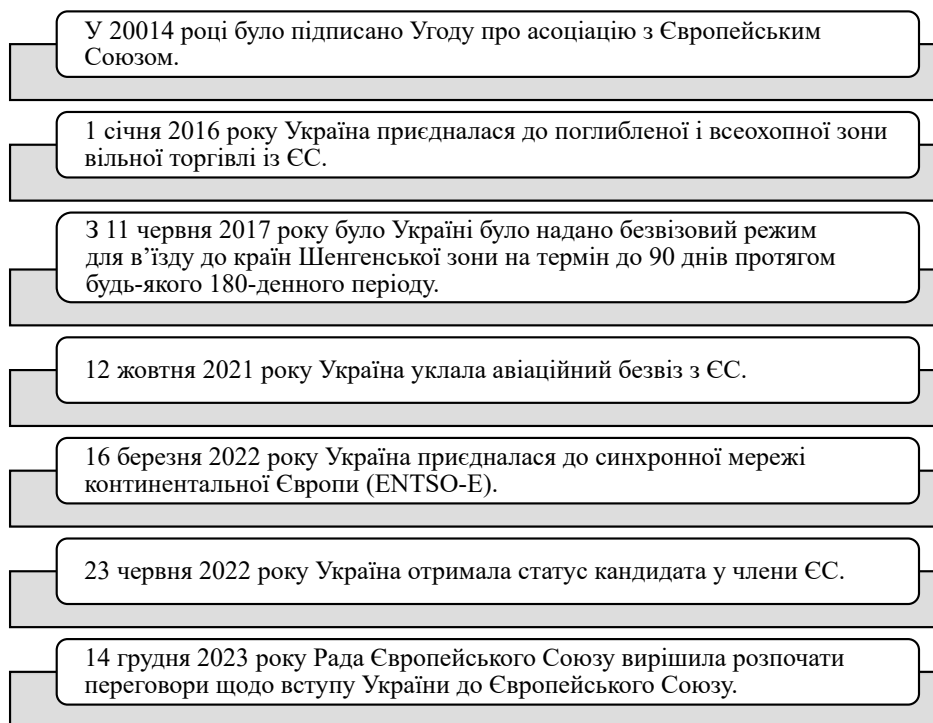 У 20014 році було підписано Угоду про асоціацію з Європейським
Союзом.
1 січня 2016 року Україна приєдналася до поглибленої і всеохопної зони
вільної торгівлі із ЄС.
З 11 червня 2017 року було Україні було надано безвізовий режим
для в’їзду до країн Шенгенської зони на термін до 90 днів протягом
будь-якого 180-денного періоду.
12 жовтня 2021 року Україна уклала авіаційний безвіз з ЄС.
16 березня 2022 року Україна приєдналася до синхронної мережі
континентальної Європи (ENTSO-E).
23 червня 2022 року Україна отримала статус кандидата у члени ЄС.
14 грудня 2023 року Рада Європейського Союзу вирішила розпочати
переговори щодо вступу України до Європейського Союзу.